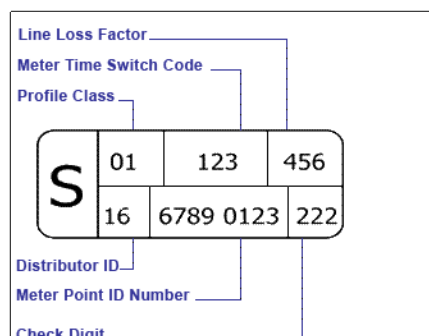 Line Loss Factor
Meter Time Switch Code
Profile Class
S
01 123 456
16 6789 0123 222
Distributor ID
Meter Point ID Number
Check Digit